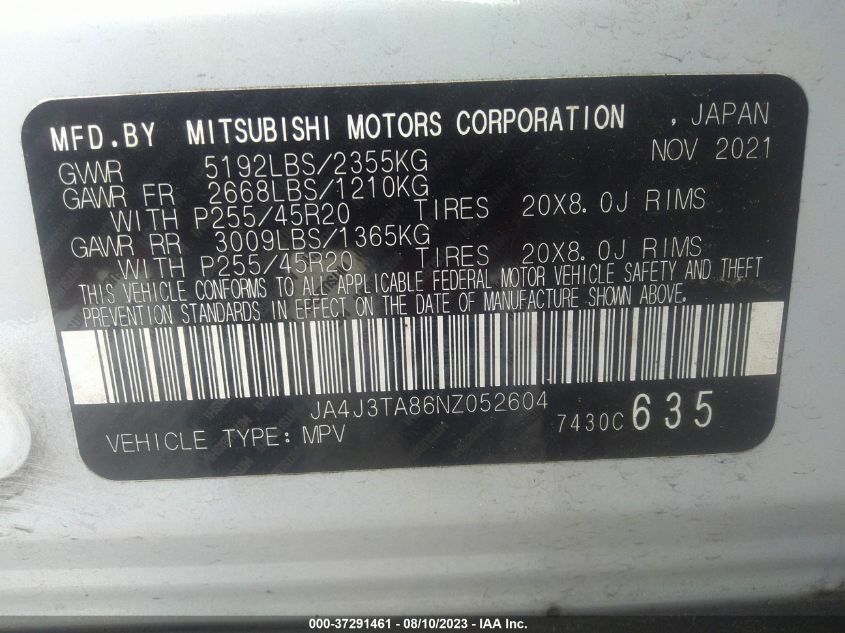 MFD.BY MITSUBISHI MOTORS CORPORATION , JAPAN
GVWR 5192LBS/2355KG NOV 2021
GAWR FR 2668LBS/1210KG
WITH P255/45R20 TIRES 20X8.0J RIMS
GAWR RR 3009LBS/1365KG
WITH P255/45R20 TIRES 20X8.0J RIMS
THIS VEHICLE CONFORMS TO ALL APPLICABLE FEDERAL MOTOR VEHICLE SAFETY AND THEFT
PREVENTION STANDARDS IN EFFECT ON THE DATE OF MANUFACTURE SHOWN ABOVE.
JA4J3TA86NZ052604
VEHICLE TYPE: MPV 7430C 635
000-37291461 - 08/10/2023 - IAA Inc.